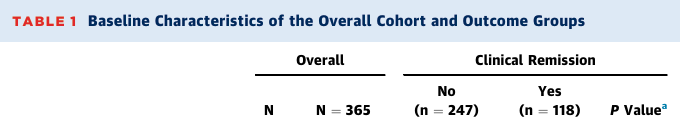 TABLE 1 Baseline Characteristics of the Overall Cohort and Outcome Groups
Overall Clinical Remission
No Yes
N N = 365 (n = 247) (n = 118) P Valueª